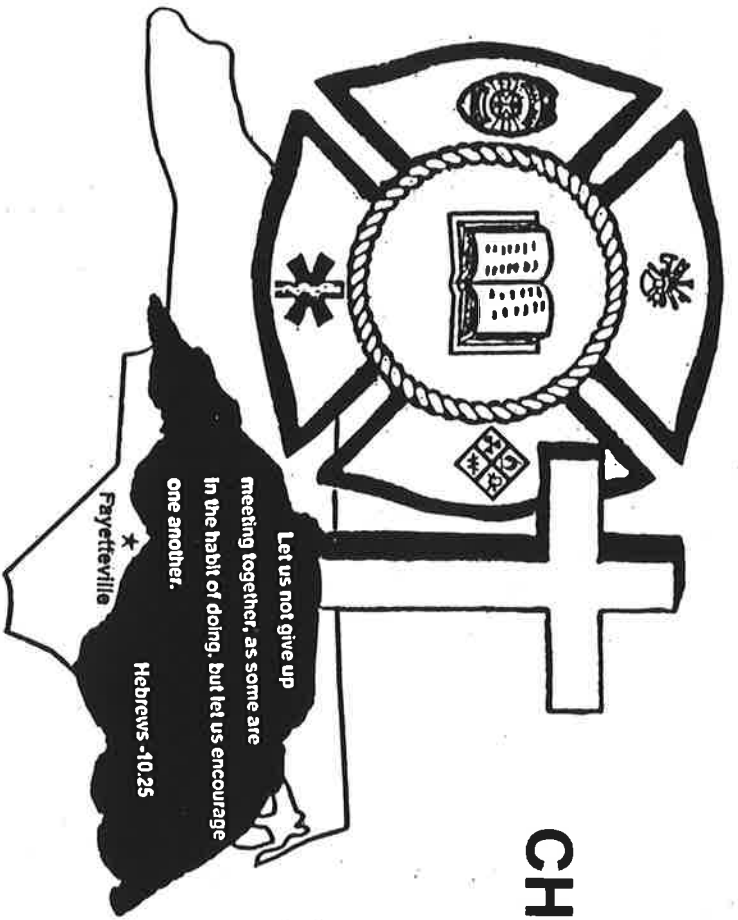 CH
Let us not give up
meeting together, as some are
in the habit of doing, but let us encourage
one another.
Hebrews -10.25
Fayetteville